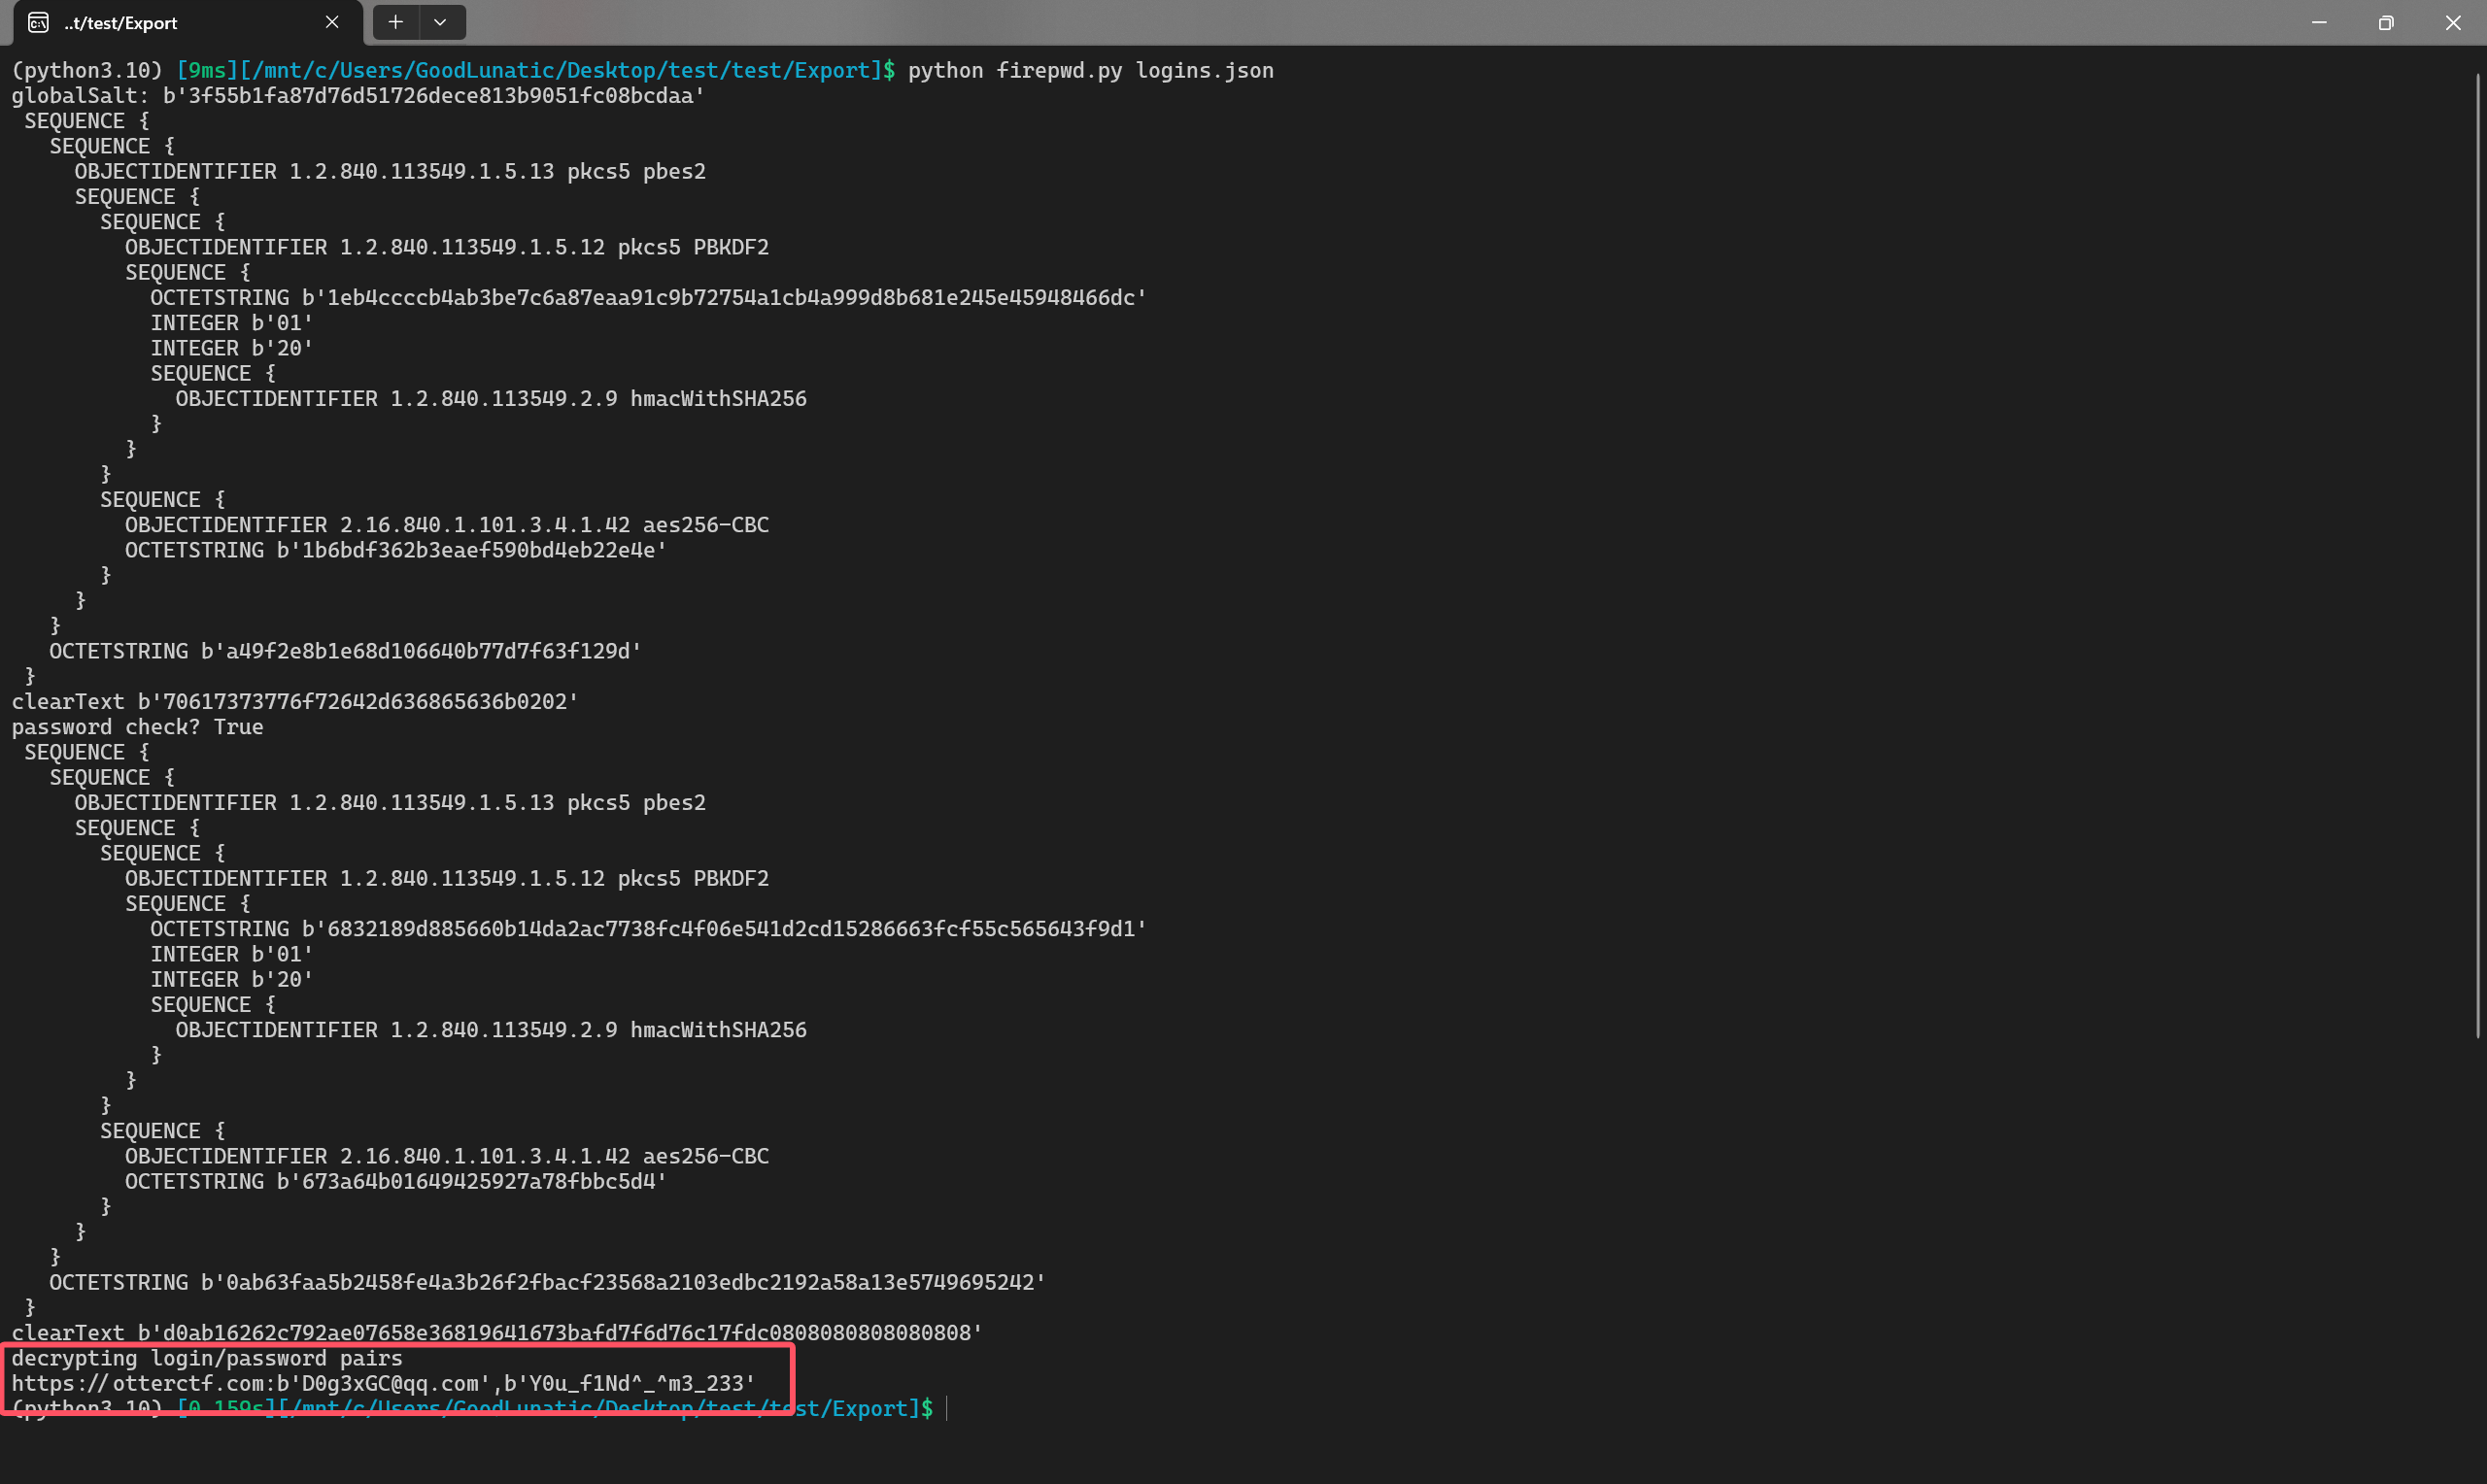 ..t/test/Export
(python3.10) [9ms][/mnt/c/Users/GoodLunatic/Desktop/test/test/Export]$ python firepwd.py logins.json
globalSalt: b'3f55b1fa87d76d51726dece813b9051fc08bcdaa'
SEQUENCE {
SEQUENCE {
OBJECTIDENTIFIER 1.2.840.113549.1.5.13 pkcs5 pbes2
SEQUENCE {
SEQUENCE {
OBJECTIDENTIFIER 1.2.840.113549.1.5.12 pkcs5 PBKDF2
SEQUENCE {
OCTETSTRING b'1eb4ccccb4ab3be7c6a87eaa91c9b72754a1cb4a999d8b681e245e45948466dc'
INTEGER b'01'
INTEGER b'20'
SEQUENCE {
OBJECTIDENTIFIER 1.2.840.113549.2.9 hmacWithSHA256
}
}
}
SEQUENCE {
OBJECTIDENTIFIER 2.16.840.1.101.3.4.1.42 aes256-CBC
OCTETSTRING b'1b6bdf362b3eaef590bd4eb22e4e'
}
}
}
OCTETSTRING b'a49f2e8b1e68d106640b77d7f63f129d'
}
clearText b'70617373776f72642d636865636b0202'
password check? True
SEQUENCE {
SEQUENCE {
OBJECTIDENTIFIER 1.2.840.113549.1.5.13 pkcs5 pbes2
SEQUENCE {
SEQUENCE {
OBJECTIDENTIFIER 1.2.840.113549.1.5.12 pkcs5 PBKDF2
SEQUENCE {
OCTETSTRING b'6832189d885660b14da2ac7738fc4f06e541d2cd15286663fcf55c565643f9d1'
INTEGER b'01'
INTEGER b'20'
SEQUENCE {
OBJECTIDENTIFIER 1.2.840.113549.2.9 hmacWithSHA256
}
}
}
SEQUENCE {
OBJECTIDENTIFIER 2.16.840.1.101.3.4.1.42 aes256-CBC
OCTETSTRING b'673a64b01649425927a78fbbc5d4'
}
}
}
OCTETSTRING b'0ab63faa5b2458fe4a3b26f2fbacf23568a2103edbc2192a58a13e5749695242'
}
clearText b'd0ab16262c792ae07658e36819641673bafd7f6d76c17fdc0808080808080808'
decrypting login/password pairs
https://otterctf.com:b'D0g3xGC@qq.com',b'Y0u_f1Nd^_^m3_233'
(python3.10) [0.159s][/mnt/c/Users/GoodLunatic/Desktop/test/test/Export]$